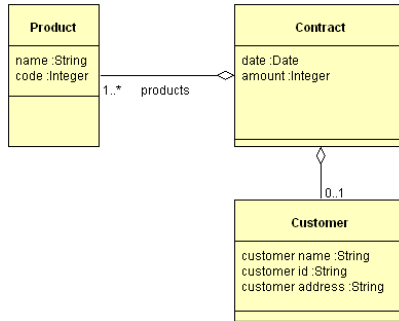 Product
name :String
code :Integer
Contract
date :Date
amount :Integer
1..* products
0..1
Customer
customer name :String
customer id :String
customer address :String